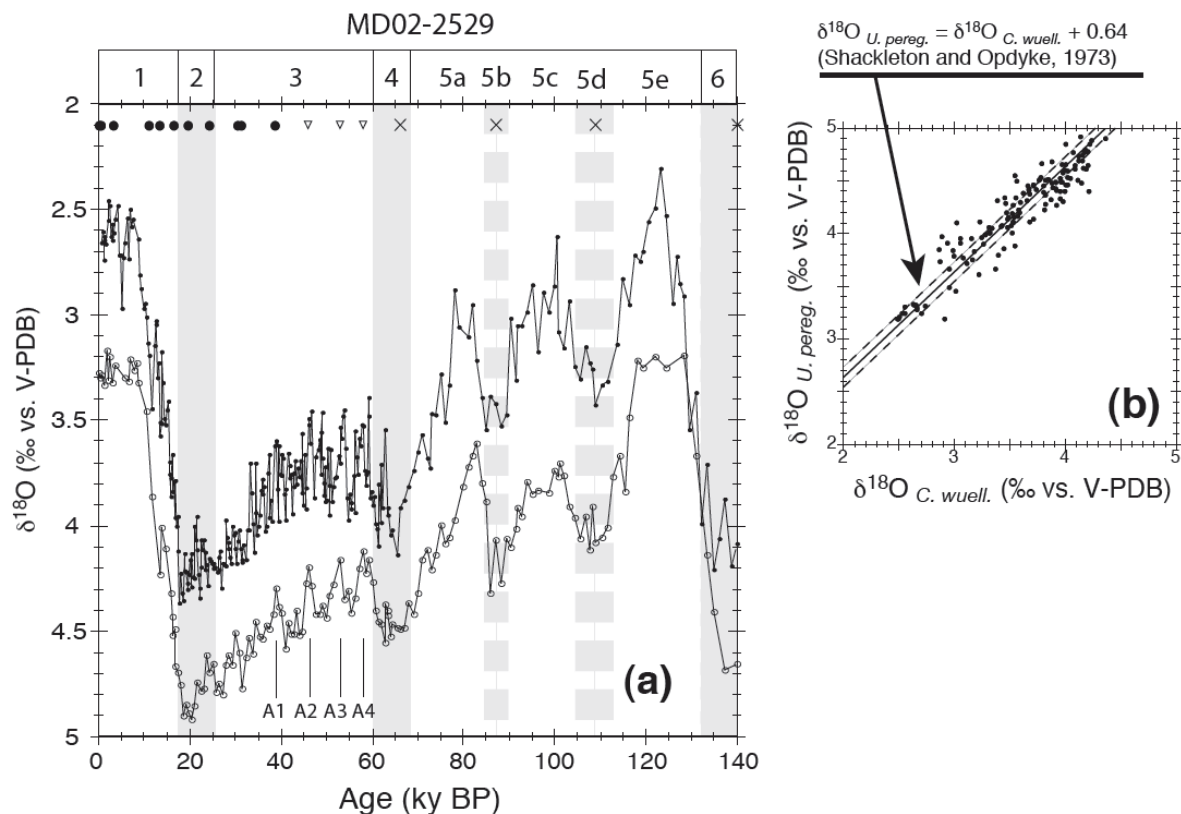 MD02-2529
1 2 3 4 5a 5b 5c 5d 5e 6
2
2.5
3
3.5
4
4.5
5
δ18O (‰ vs. V-PDB)
A1 A2 A3 A4
(a)
0 20 40 60 80 100 120 140
Age (ky BP)
δ18O U. pereg. = δ18O C. wuell. + 0.64
(Shackleton and Opdyke, 1973)
5
4
3
2
δ18O U. pereg. (‰ vs. V-PDB)
(b)
2 3 4 5
δ18O C. wuell. (‰ vs. V-PDB)